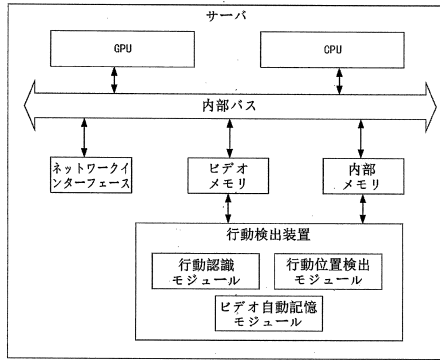 サーバ
GPU
CPU
内部バス
ネットワークイ
ンターフェース
ビデオ
メモリ
内部
メモリ
行動検出装置
行動認識
モジュール
行動位置検出
モジュール
ビデオ自動記憶
モジュール